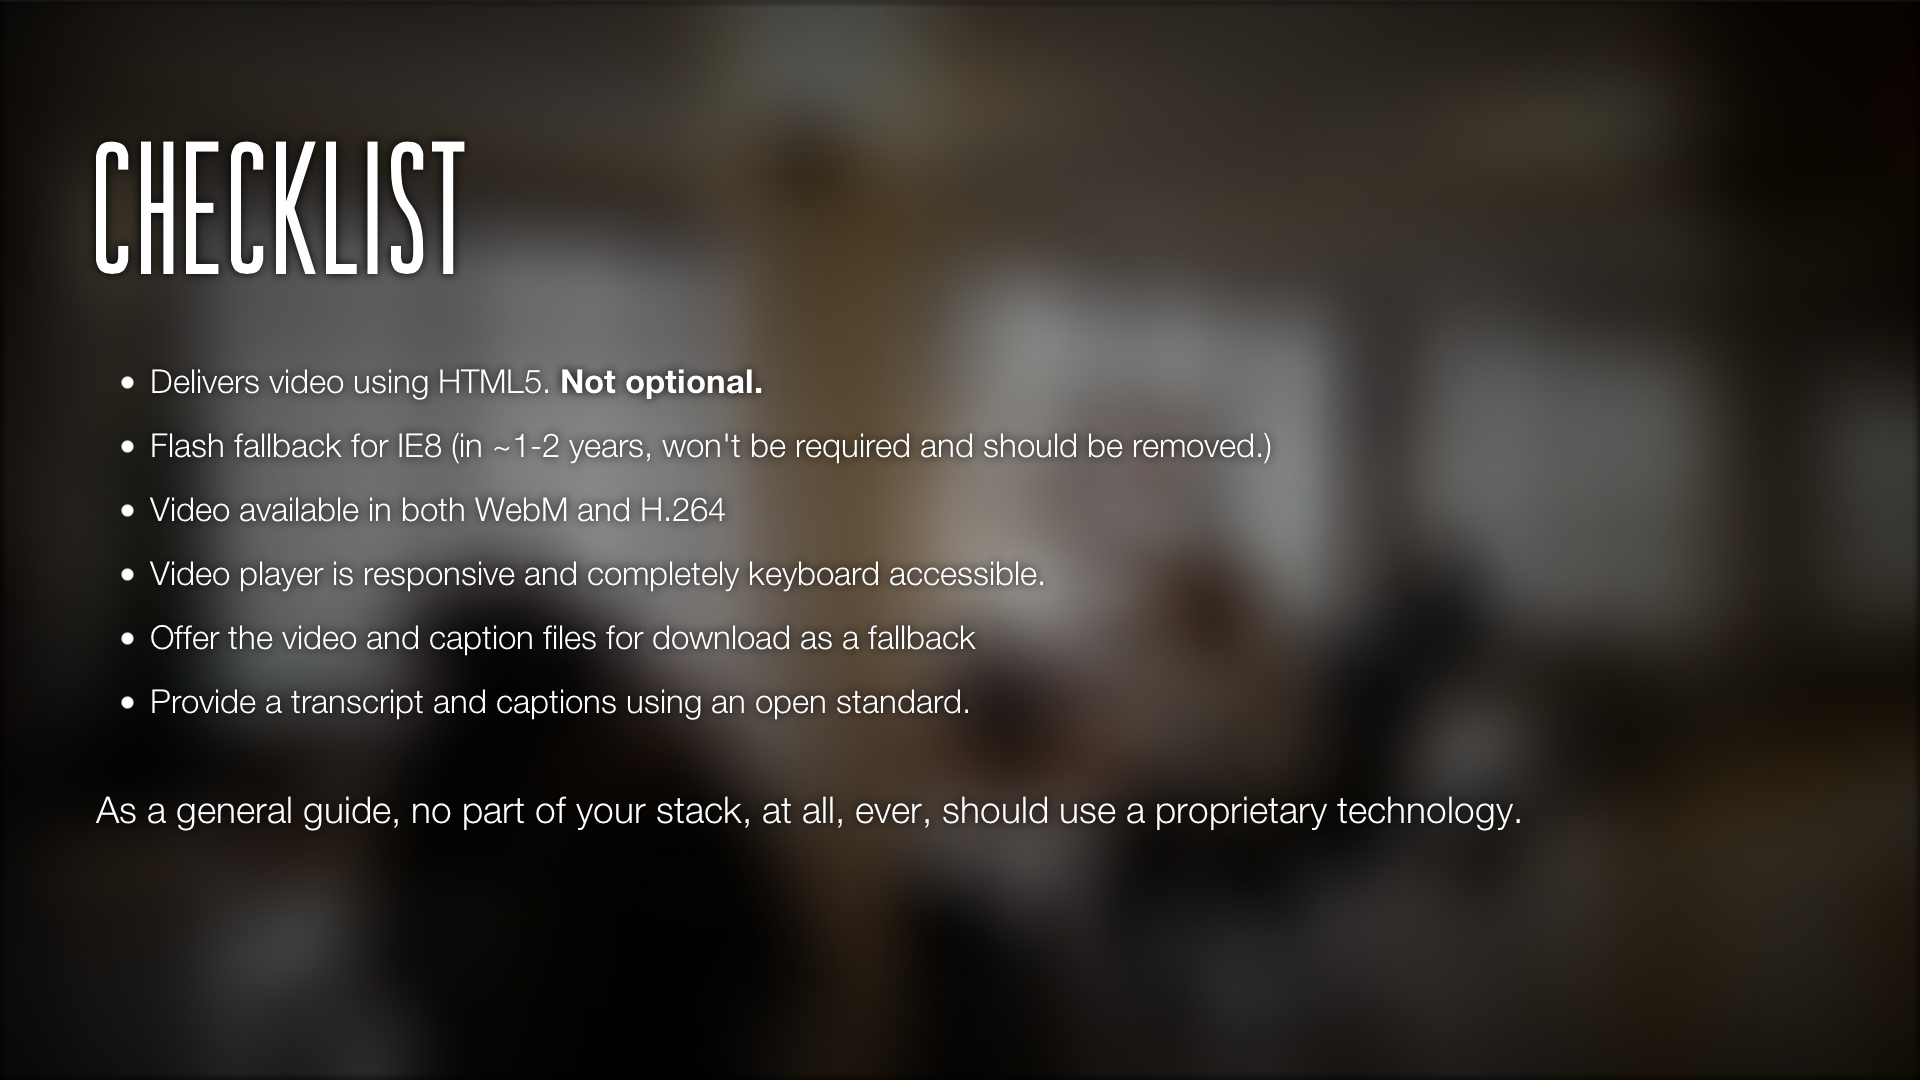 CHECKLIST
Delivers video using HTML5. Not optional.
Flash fallback for IE8 (in ~1-2 years, won't be required and should be removed.)
Video available in both WebM and H.264
Video player is responsive and completely keyboard accessible.
Offer the video and caption files for download as a fallback
Provide a transcript and captions using an open standard.
As a general guide, no part of your stack, at all, ever, should use a proprietary technology.